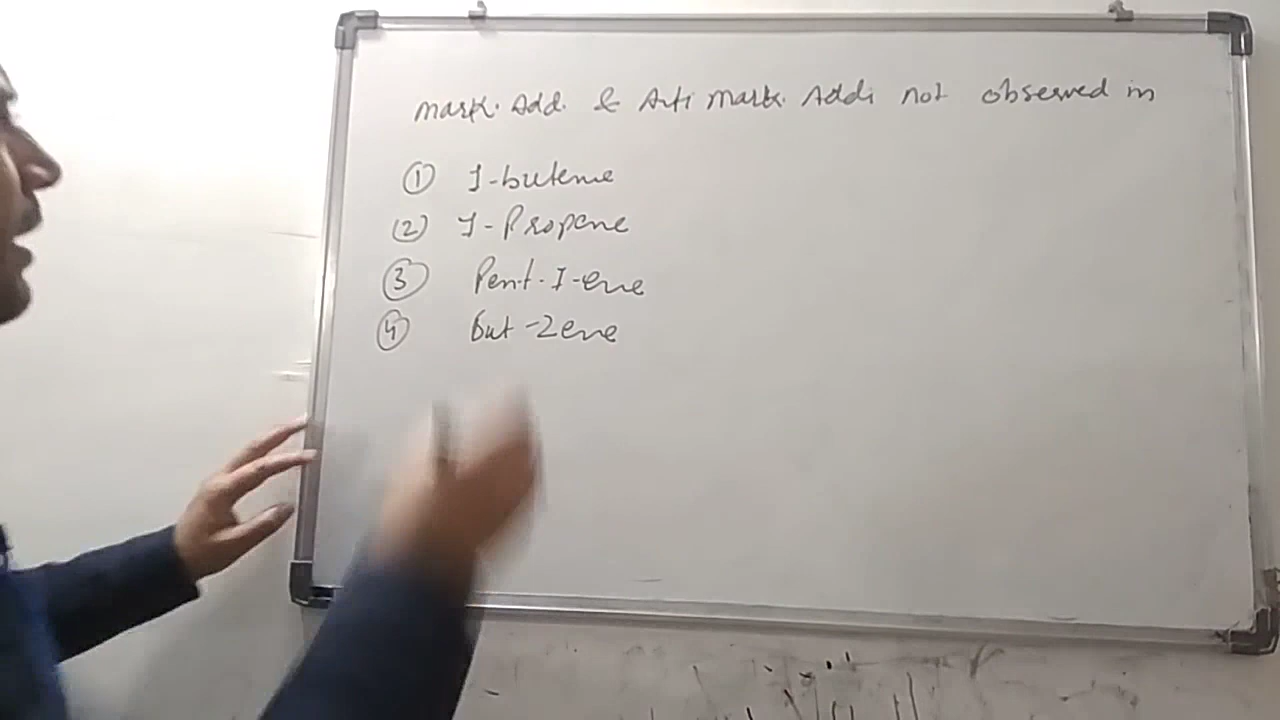 mark. Add. & Anti mark. Addi not observed in
① 1-butene
② 1-Propene
③ Pent-1-ene
④ but-2ene